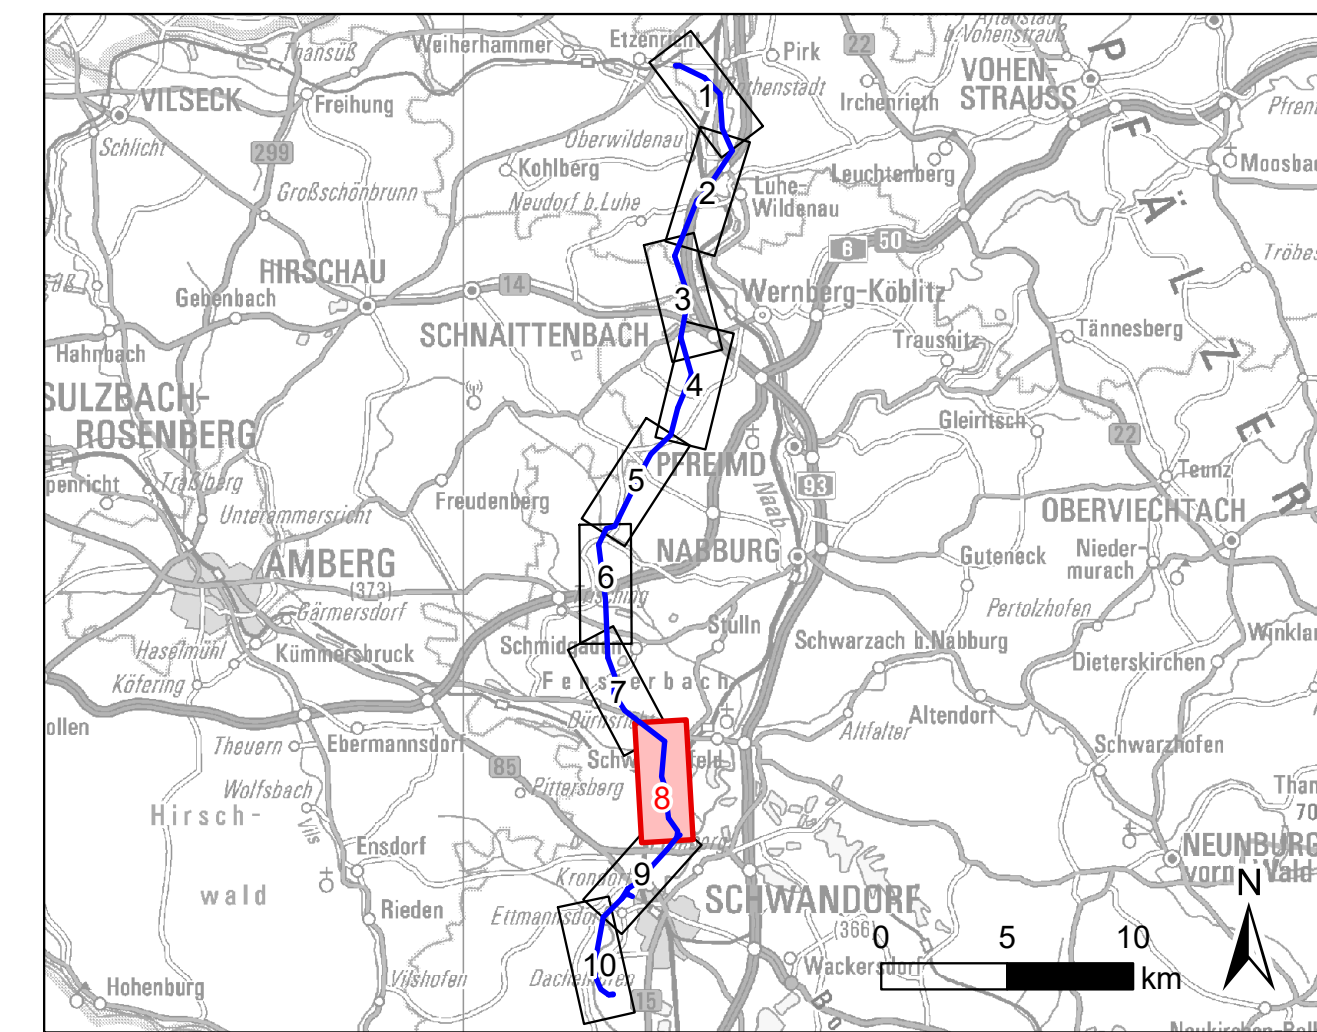 Thansüß
Weiherhammer
Etzenricht
Pirk
22
b.Vohenstrauß
VOHEN-
STRAUSS
VILSECK
Freihung
1
Irchenrieth
Schlicht
299
Oberwildenau
Kohlberg
Großschönbrunn
Neudorf b.Luhe
2
Luhe-
Wildenau
Leuchtenberg
PFÄLZER
6
50
HIRSCHAU
Gebenbach
14
3
Wernberg-Köblitz
SCHNAITTENBACH
Trausnitz
Tännesberg
Hahnbach
4
SULZBACH-
ROSENBERG
Gleiritsch
22
PFREIMD
5
Naab
93
Teunz
Freudenberg
Unterammersricht
OBERVIECHTACH
AMBERG
(373)
NABBURG
Guteneck
Nieder-
murach
6
Gärmersdorf
Pertolzhofen
Haselmühl
Kümmersbruck
Stulln
Schwarzach b.Nabburg
Dieterskirchen
Köfering
Fensterbach
7
Altendorf
Altfalter
Theuern
Ebermannsdorf
Schwarzhofen
85
Pittersberg
8
Wolfsbach
Vils
Hirsch-
wald
Ensdorf
9
NEUNBURG
vorm Wald
N
Rieden
Ettmannsdorf
SCHWANDORF
(366)
0 5 10
km
Wackersdorf
10
Vilshofen
Hohenburg
15